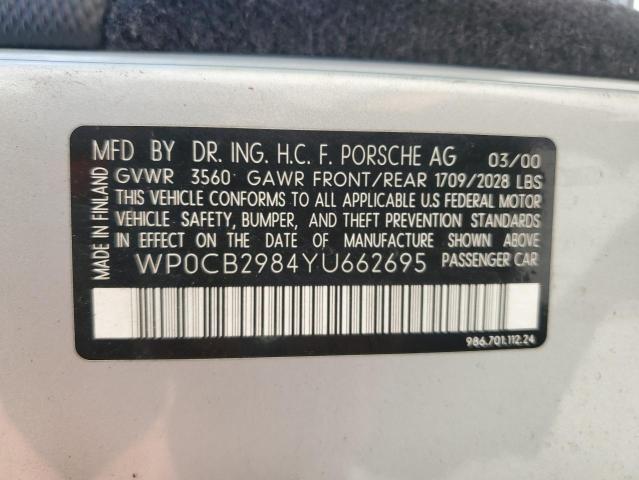 MFD BY DR. ING. H.C. F. PORSCHE AG 03/00
GVWR 3560 GAWR FRONT/REAR 1709/2028 LBS
THIS VEHICLE CONFORMS TO ALL APPLICABLE U.S FEDERAL MOTOR
VEHICLE SAFETY, BUMPER, AND THEFT PREVENTION STANDARDS
IN EFFECT ON THE DATE OF MANUFACTURE SHOWN ABOVE
WP0CB2984YU662695 PASSENGER CAR
MADE IN FINLAND
986.701.112.24